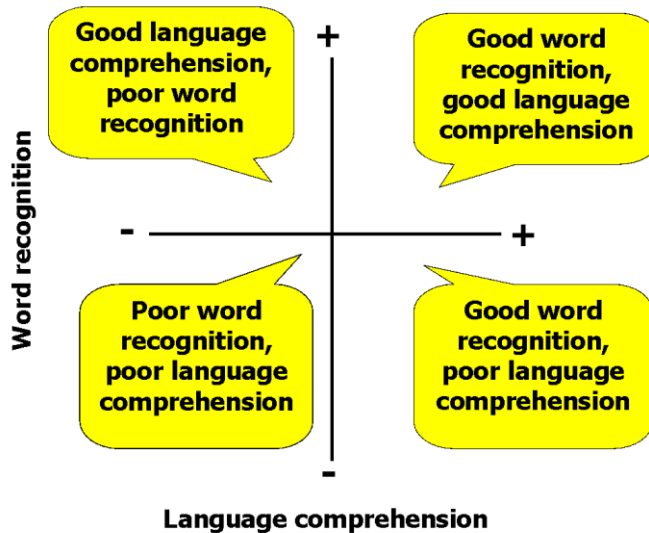 Good language
comprehension,
poor word
recognition
+
Good word
recognition,
good language
comprehension
Word recognition
-
+
Poor word
recognition,
poor language
comprehension
Good word
recognition,
poor language
comprehension
-
Language comprehension